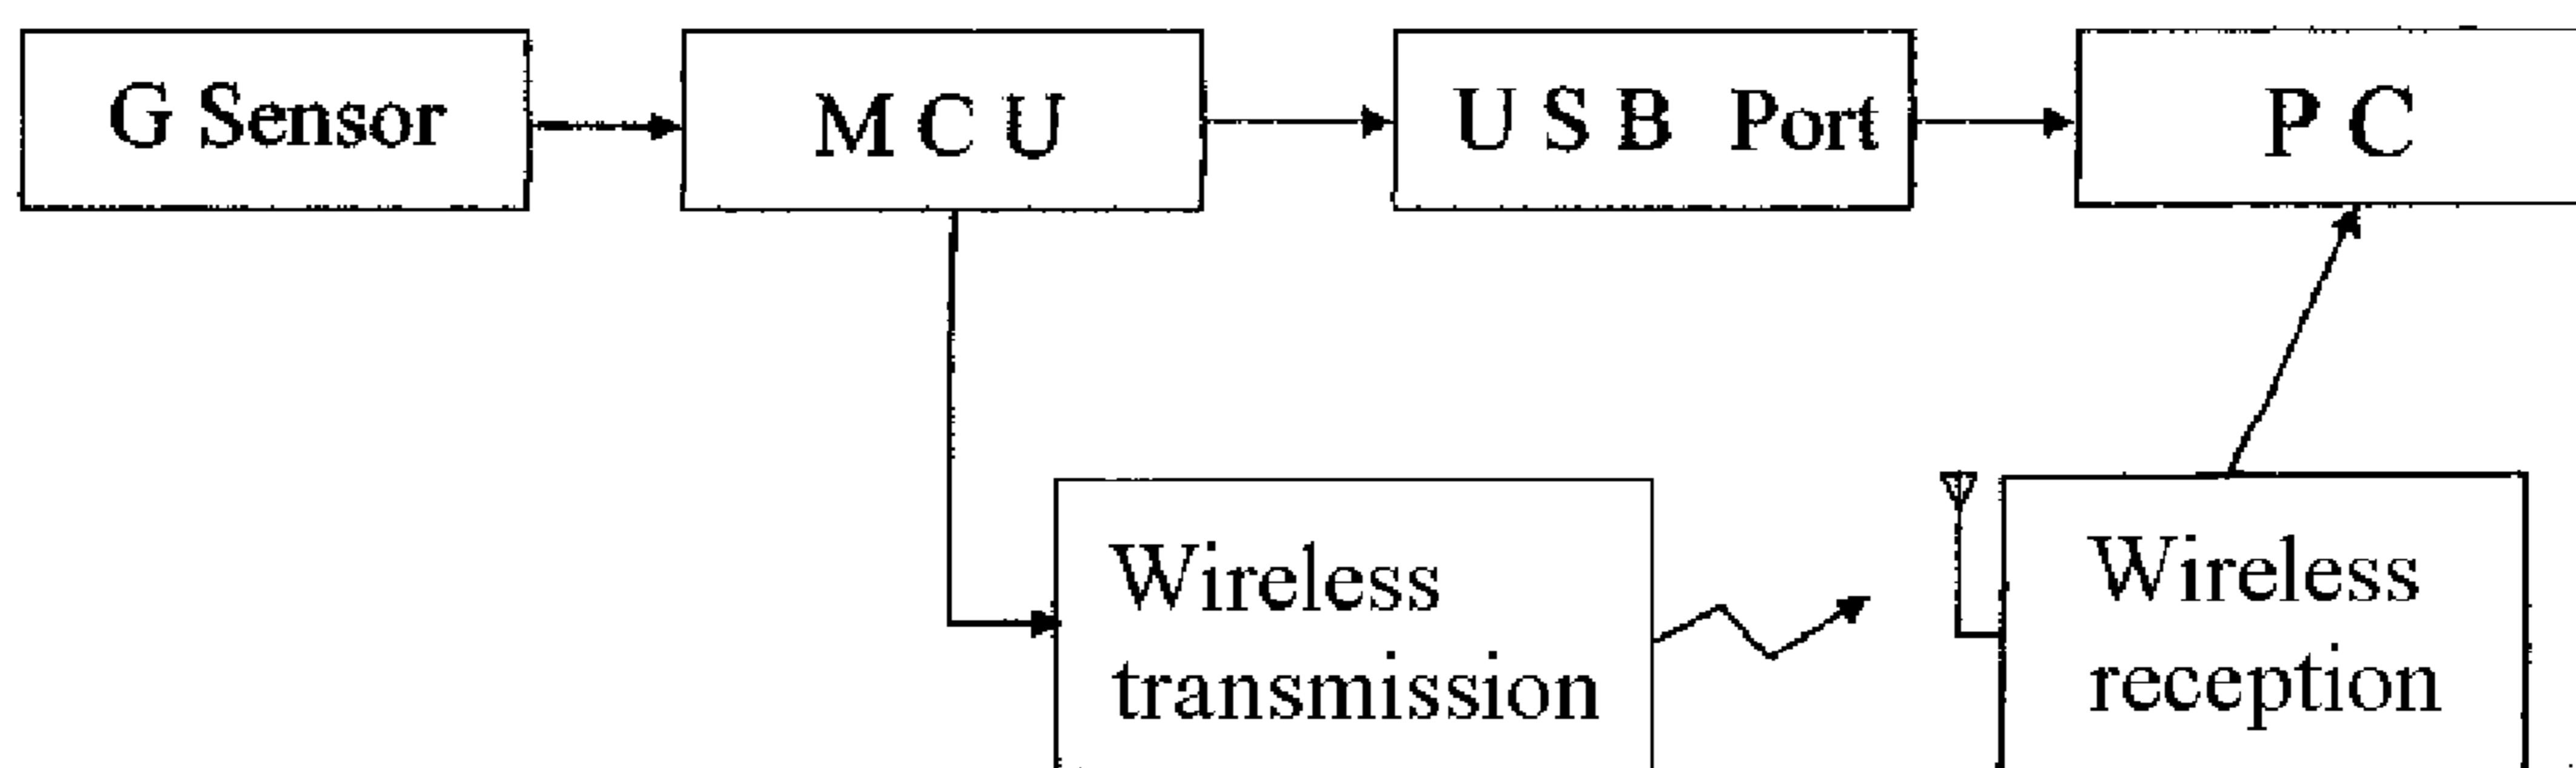 G Sensor
M C U
U S B Port
P C
Wireless
transmission
Wireless
reception